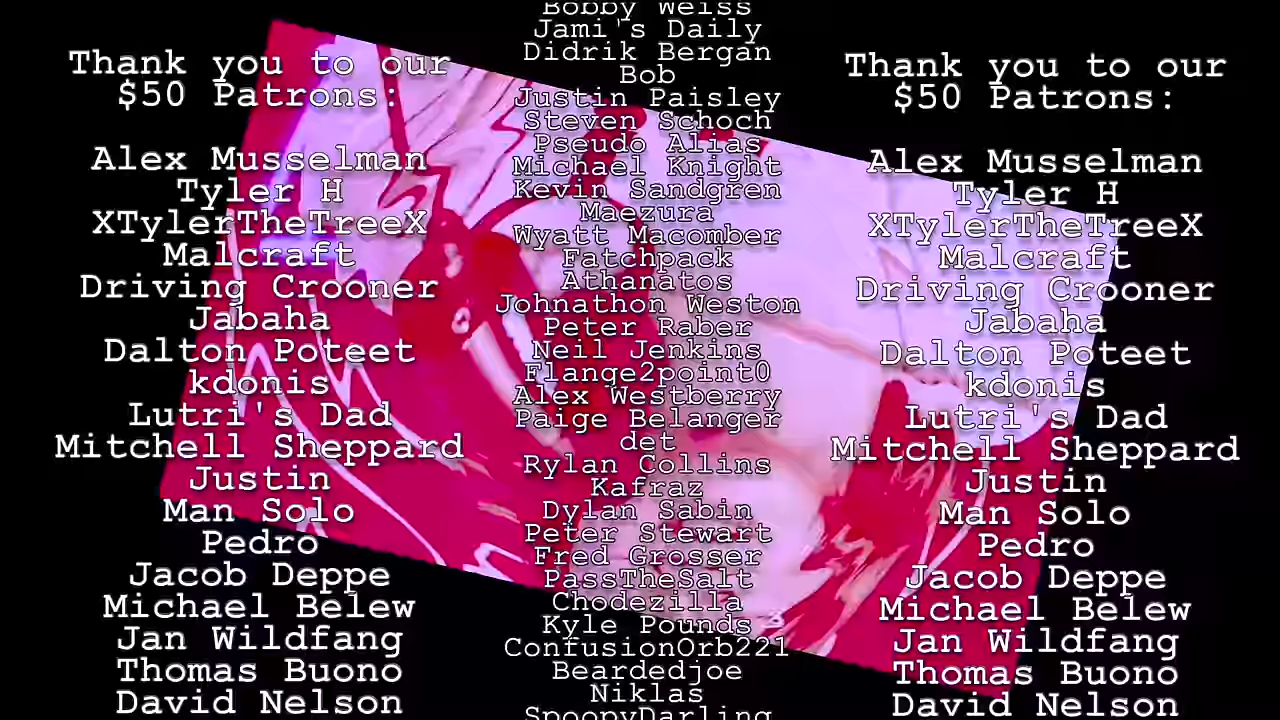 Thank you to our
$50 Patrons:
Alex Musselman
Tyler H
XTylerTheTreeX
Malcraft
Driving Crooner
Jabaha
Dalton Poteet
kdonis
Lutri's Dad
Mitchell Sheppard
Justin
Man Solo
Pedro
Jacob Deppe
Michael Belew
Jan Wildfang
Thomas Buono
David Nelson
Bobby Weiss
Jami's Daily
Didrik Bergan
Bob
Justin Paisley
Steven Schoch
Pseudo Alias
Michael Knight
Kevin Sandgren
Maezura
Wyatt Macomber
Fatchpack
Athanatos
Johnathon Weston
Peter Raber
Neil Jenkins
Flange2point0
Alex Westberry
Paige Belanger
det
Rylan Collins
Kafraz
Dylan Sabin
Peter Stewart
Fred Grosser
PassTheSalt
Chodezilla
Kyle Pounds
ConfusionOrb221
Beardedjoe
Niklas
SpoopyDarling
Thank you to our
$50 Patrons:
Alex Musselman
Tyler H
XTylerTheTreeX
Malcraft
Driving Crooner
Jabaha
Dalton Poteet
kdonis
Lutri's Dad
Mitchell Sheppard
Justin
Man Solo
Pedro
Jacob Deppe
Michael Belew
Jan Wildfang
Thomas Buono
David Nelson